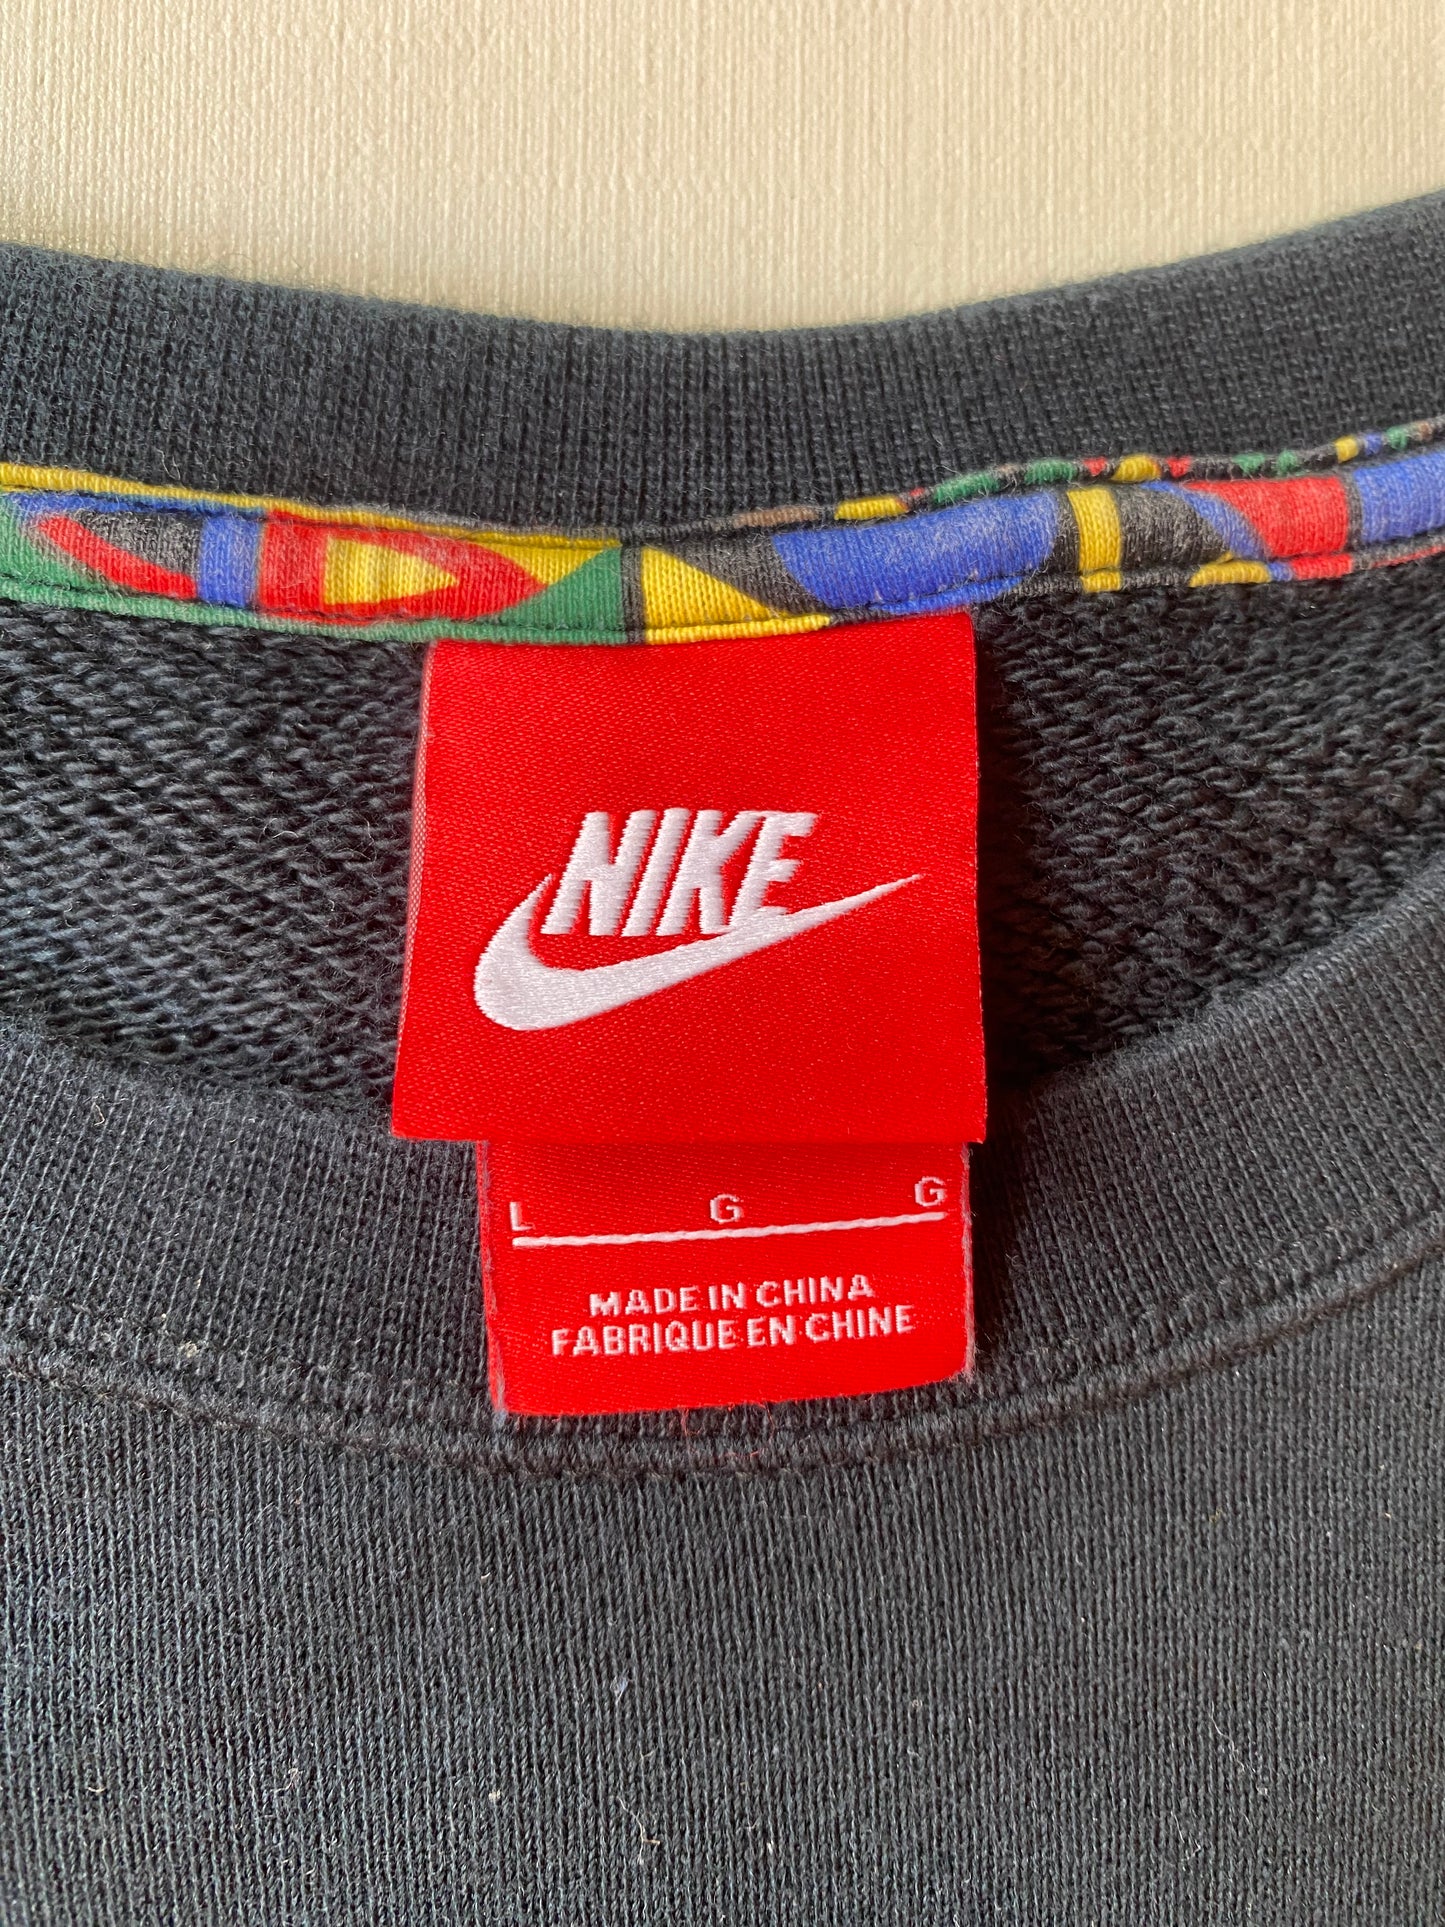 NIKE
L G G
MADE IN CHINA
FABRIQUE EN CHINE